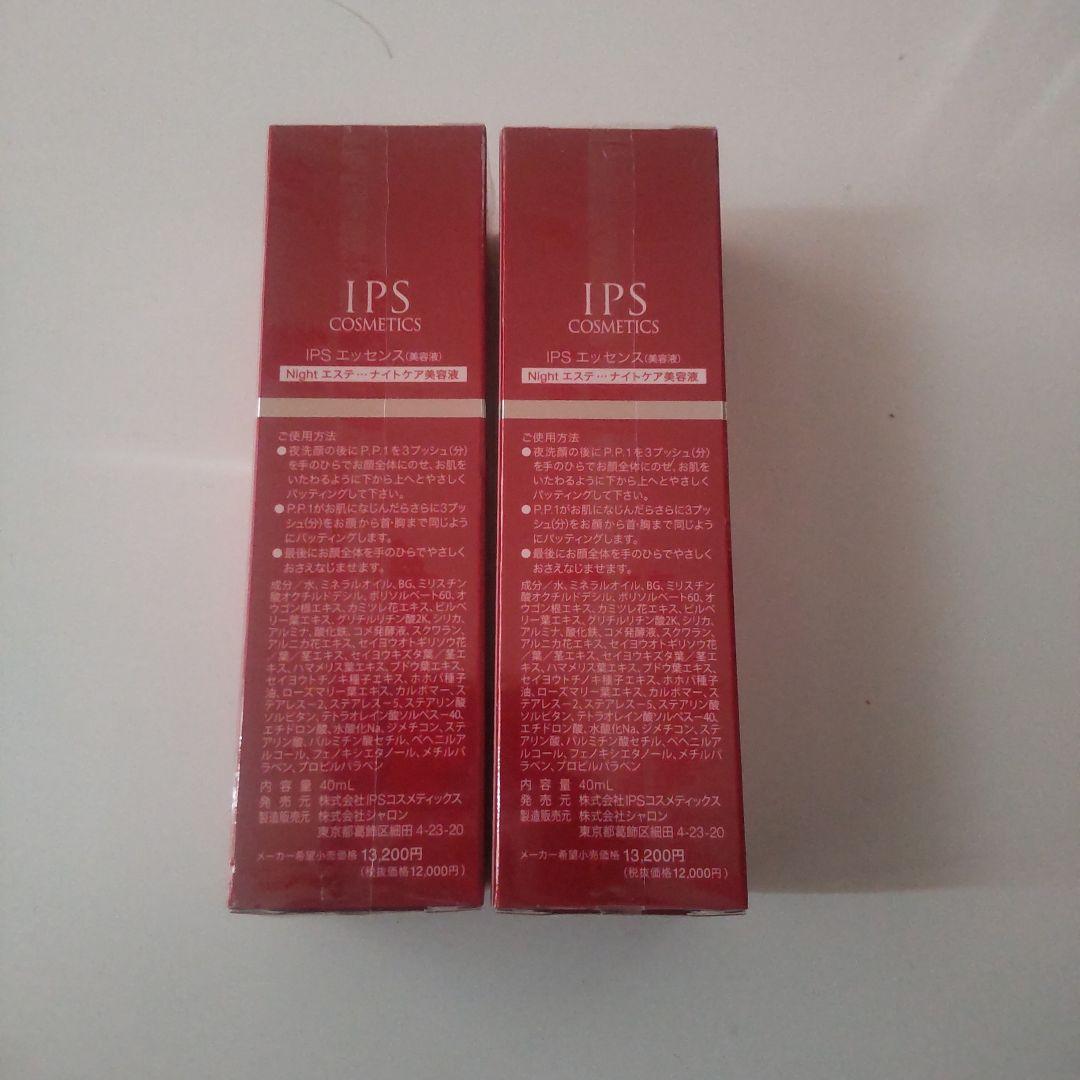 IPS
COSMETICS
IPS エッセンス(美容液)
Night エステ…ナイトケア美容液
ご使用方法
●夜洗顔の後にP.P.1を3プッシュ(分)
を手のひらでお顔全体にのせ、お肌を
いたわるように下から上へとやさしく
パッティングして下さい。
●P.P.1がお肌になじんだらさらに3プッ
シュ(分)をお顔から首・胸まで同じよう
にパッティングします。
●最後にお顔全体を手のひらでやさしく
おさえなじませます。
成分／水、ミネラルオイル、BG、ミリスチン
酸オクチルドデシル、ポリソルベート60、オ
ウゴン根エキス、カミツレ花エキス、ビルベ
リー葉エキス、グリチルリチン酸2K、シリカ、
アルミナ、酸化鉄、コメ発酵液、スクワラン、
アルニカ花エキス、セイヨウオトギリソウ花
／葉／茎エキス、セイヨウキズタ葉／茎エ
キス、ハマメリス葉エキス、ブドウ葉エキス、
セイヨウトチノキ種子エキス、ホホバ種子
油、ローズマリー葉エキス、カルボマー、ス
テアレス－2、ステアレス－5、ステアリン酸
ソルビタン、テトラオレイン酸ソルベス－40、
エチドロン酸、水酸化Na、ジメチコン、ステ
アリン酸、パルミチン酸セチル、ベヘニルア
ルコール、フェノキシエタノール、メチルパ
ラベン、プロピルパラベン
内容量 40mL
発売元 株式会社IPSコスメティックス
製造販売元 株式会社シャロン
東京都葛飾区細田 4-23-20
メーカー希望小売価格 13,200円
(税抜価格12,000円)
IPS
COSMETICS
IPS エッセンス(美容液)
Night エステ…ナイトケア美容液
ご使用方法
●夜洗顔の後にP.P.1を3プッシュ(分)
を手のひらでお顔全体にのせ、お肌を
いたわるように下から上へとやさしく
パッティングして下さい。
●P.P.1がお肌になじんだらさらに3プッ
シュ(分)をお顔から首・胸まで同じよう
にパッティングします。
●最後にお顔全体を手のひらでやさしく
おさえなじませます。
成分／水、ミネラルオイル、BG、ミリスチン
酸オクチルドデシル、ポリソルベート60、オ
ウゴン根エキス、カミツレ花エキス、ビルベ
リー葉エキス、グリチルリチン酸2K、シリカ、
アルミナ、酸化鉄、コメ発酵液、スクワラン、
アルニカ花エキス、セイヨウオトギリソウ花
／葉／茎エキス、セイヨウキズタ葉／茎エ
キス、ハマメリス葉エキス、ブドウ葉エキス、
セイヨウトチノキ種子エキス、ホホバ種子
油、ローズマリー葉エキス、カルボマー、ス
テアレス－2、ステアレス－5、ステアリン酸
ソルビタン、テトラオレイン酸ソルベス－40、
エチドロン酸、水酸化Na、ジメチコン、ステ
アリン酸、パルミチン酸セチル、ベヘニルア
ルコール、フェノキシエタノール、メチルパ
ラベン、プロピルパラベン
内容量 40mL
発売元 株式会社IPSコスメティックス
製造販売元 株式会社シャロン
東京都葛飾区細田 4-23-20
メーカー希望小売価格 13,200円
(税抜価格12,000円)